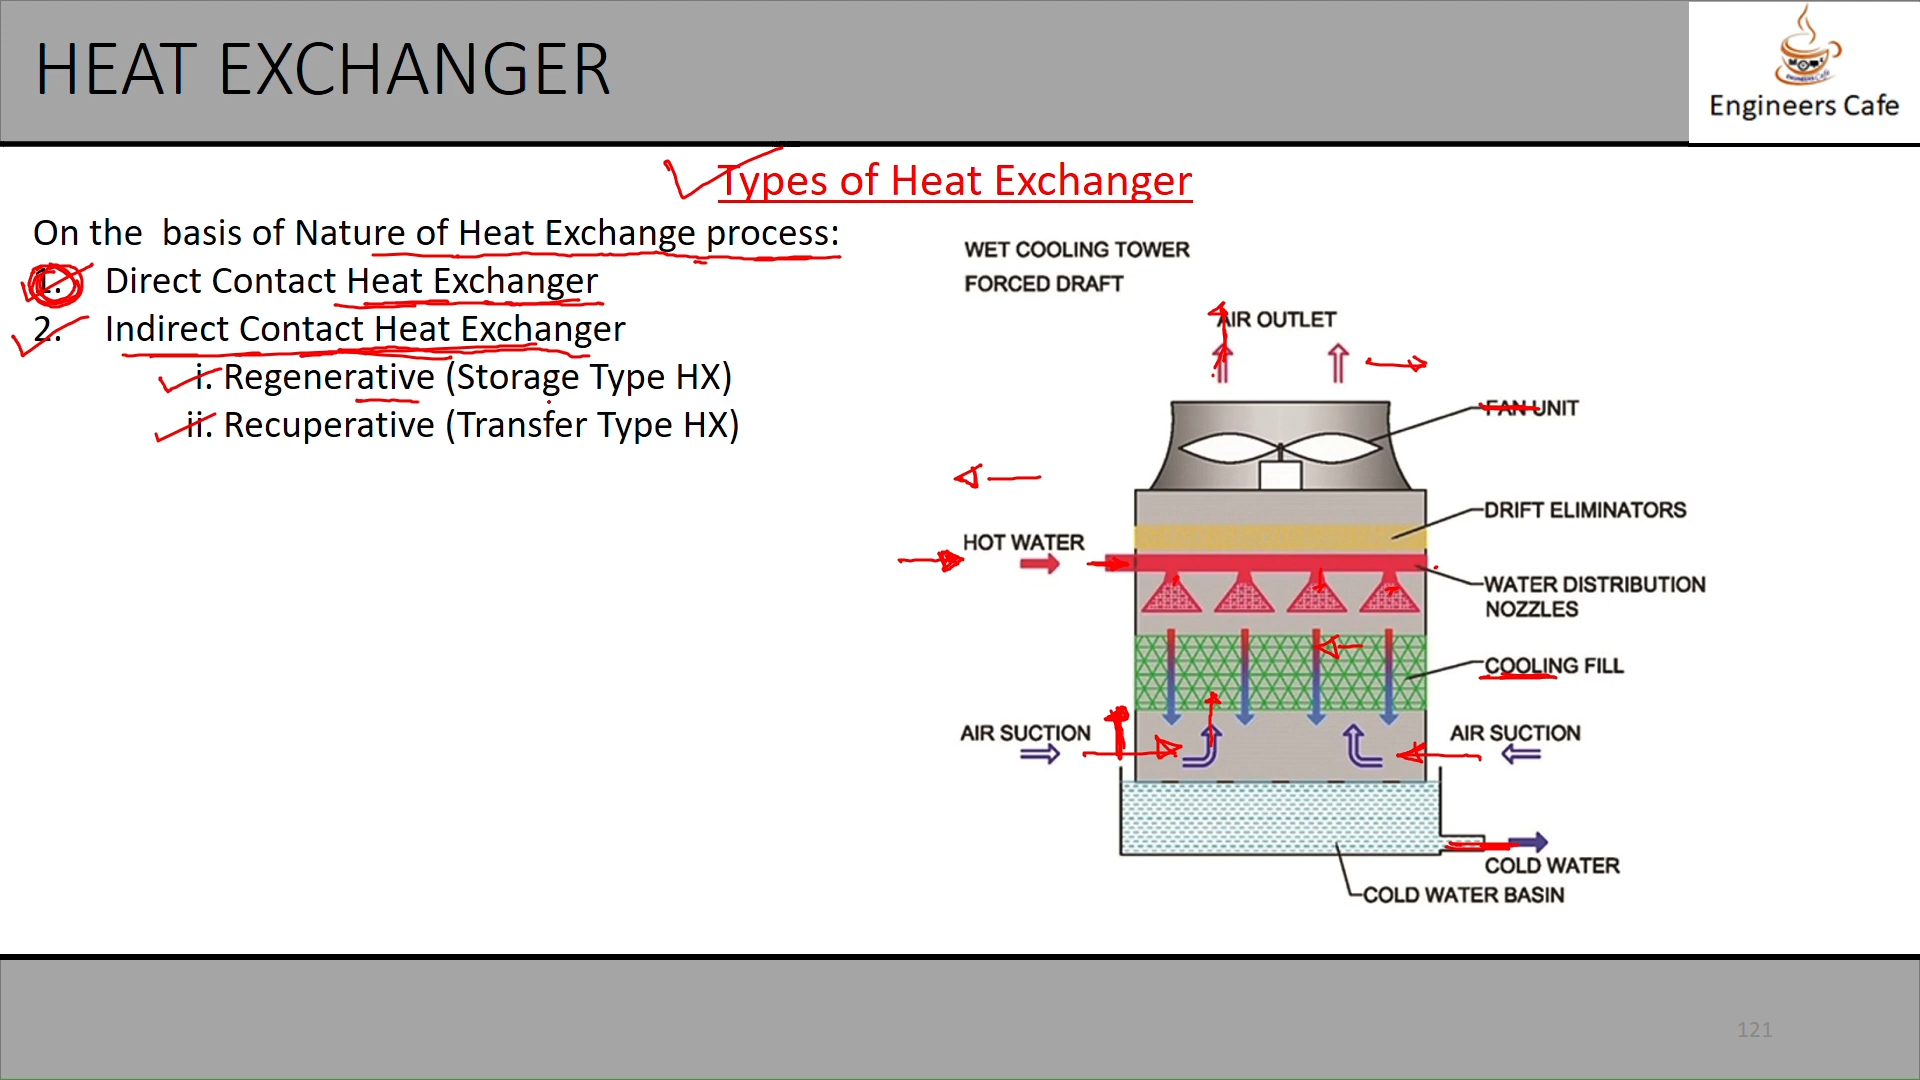 HEAT EXCHANGER
Engineers Cafe
Types of Heat Exchanger
On the basis of Nature of Heat Exchange process:
1. Direct Contact Heat Exchanger
2. Indirect Contact Heat Exchanger
i. Regenerative (Storage Type HX)
ii. Recuperative (Transfer Type HX)
WET COOLING TOWER
FORCED DRAFT
AIR OUTLET
FAN UNIT
DRIFT ELIMINATORS
HOT WATER
WATER DISTRIBUTION
NOZZLES
COOLING FILL
AIR SUCTION
AIR SUCTION
COLD WATER
COLD WATER BASIN
121